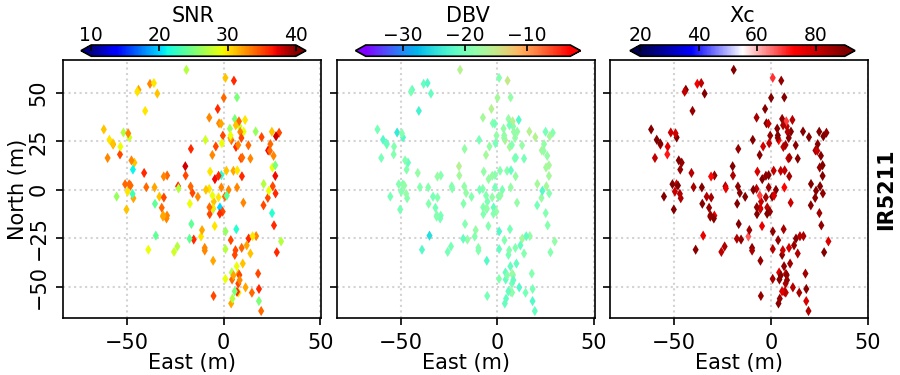 SNR DBV Xc
10 20 30 40 −30 −20 −10 20 40 60 80
50
25
0
−25
−50
North (m)
IR5211
−50 0 50 −50 0 50 −50 0 50
East (m) East (m) East (m)